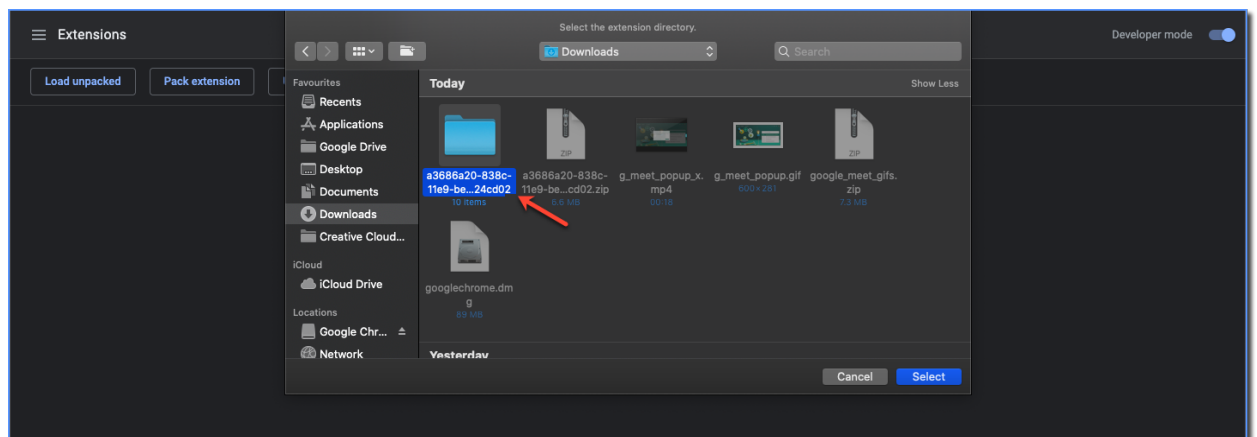 Select the extension directory.
Extensions
Developer mode
Downloads
Search
Load unpacked
Pack extension
Favourites
Recents
Applications
Google Drive
Desktop
Documents
Downloads
Creative Cloud...
iCloud
iCloud Drive
Locations
Google Chr...
Network
Today
Show Less
ZIP
ZIP
a3686a20-838c-
11e9-be...24cd02
10 items
a3686a20-838c-
11e9-be...cd02.zip
6.6 MB
g_meet_popup_x.
mp4
00:18
g_meet_popup.gif
600×281
google_meet_gifs.
zip
7.3 MB
googlechrome.dm
g
89 MB
Yesterday
Cancel
Select